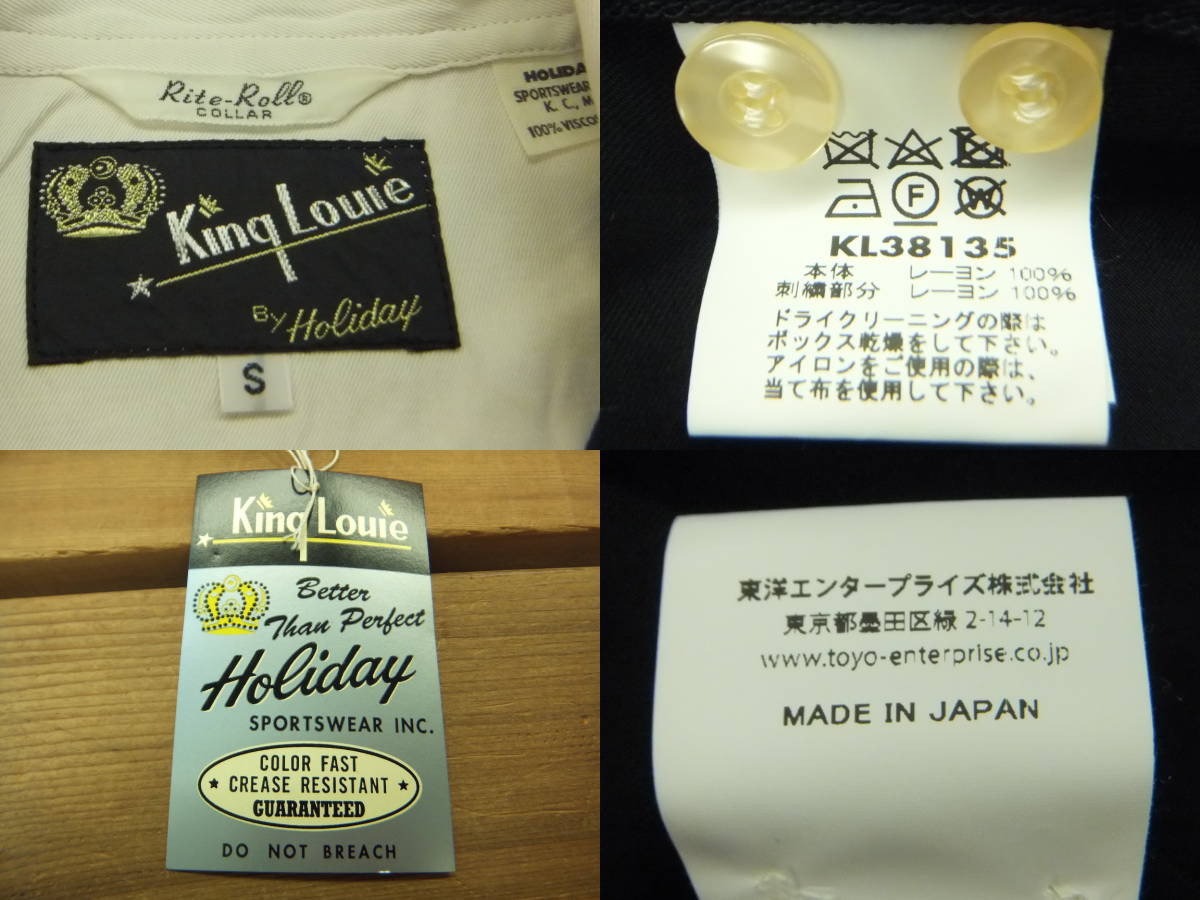 Rite-Roll®
COLLAR
HOLIDA
SPORTSWEAR
K. C., M
100% VISCOS
King Louie
BY Holiday
S
F W
KL38135
本体 レーヨン 100%
刺繍部分 レーヨン 100%
ドライクリーニングの際は
ボックス乾燥をして下さい。
アイロンをご使用の際は、
当て布を使用して下さい。
King Louie
Better
Than Perfect
Holiday
SPORTSWEAR INC.
COLOR FAST
CREASE RESISTANT
GUARANTEED
DO NOT BREACH
東洋エンタープライズ株式会社
東京都墨田区緑 2-14-12
www.toyo-enterprise.co.jp
MADE IN JAPAN